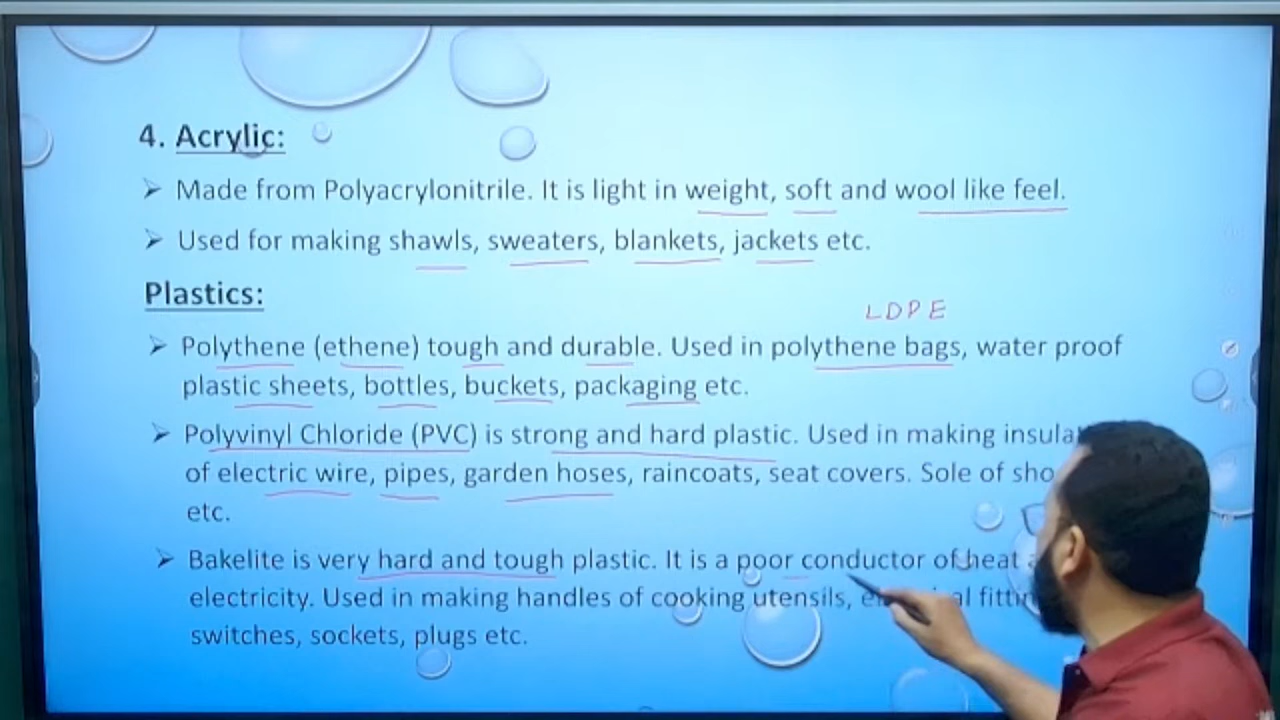 4. Acrylic:
➢ Made from Polyacrylonitrile. It is light in weight, soft and wool like feel.
➢ Used for making shawls, sweaters, blankets, jackets etc.
Plastics:
LDPE
➢ Polythene (ethene) tough and durable. Used in polythene bags, water proof
plastic sheets, bottles, buckets, packaging etc.
➢ Polyvinyl Chloride (PVC) is strong and hard plastic. Used in making
of electric wire, pipes, garden hoses, raincoats, seat covers. Sole of
etc.
➢ Bakelite is very hard and tough plastic. It is a poor conductor of heat
electricity. Used in making handles of cooking utensils,
switches, sockets, plugs etc.